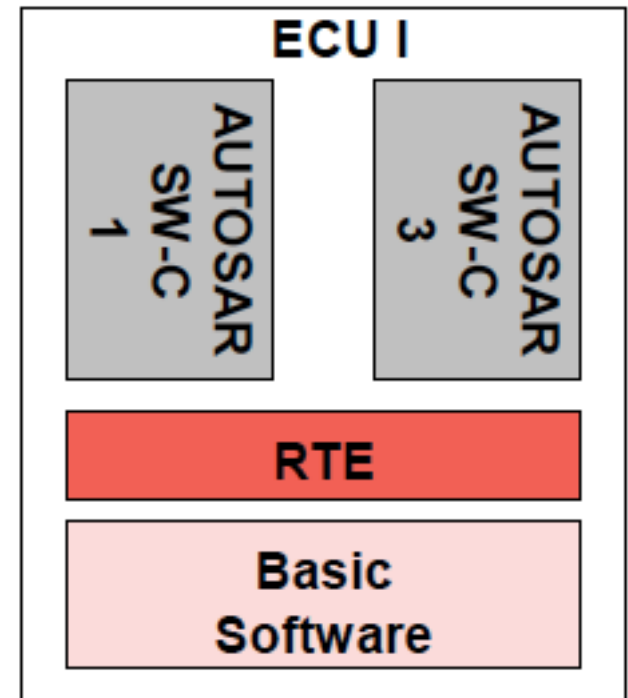 ECU I
AUTOSAR
SW-C
1
AUTOSAR
SW-C
3
RTE
Basic
Software